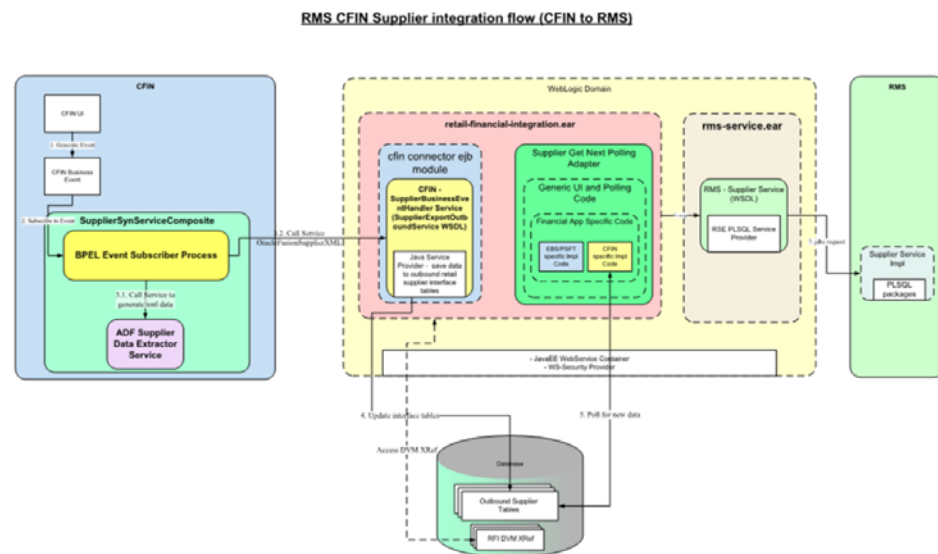 RMS CFIN Supplier integration flow (CFIN to RMS)
CFIN
WebLogic Domain
RMS
CFIN UI
1. Generate Event
CFIN Business
Event
2. Subscribe to Event
SupplierSynServiceComposite
BPEL Event Subscriber Process
3.1. Call Service to
generate xml data
ADF Supplier
Data Extractor
Service
3.2. Call Service
OracleFusionSupplierXML
retail-financial-integration.ear
cfin connector ejb
module
CFIN -
SupplierBusinessEve
ntHandler Service
(SupplierExportOutb
oundService WSDL)
Java Service
Provider - save data
to outbound retail
supplier interface
tables
Supplier Get Next Polling
Adapter
Generic UI and Polling
Code
Financial App Specific Code
EBS/PSFT
specific Impl
Code
CFIN
specific Impl
Code
rms-service.ear
RMS - Supplier Service
(WSDL)
RSE PLSQL Service
Provider
Supplier Service
Impl
PLSQL
packages
- JavaEE WebService Container
- WS-Security Provider
4. Update interface tables
5. Poll for new data
Access DVM XRef
Database
Outbound Supplier
Tables
RFI DVM XRef